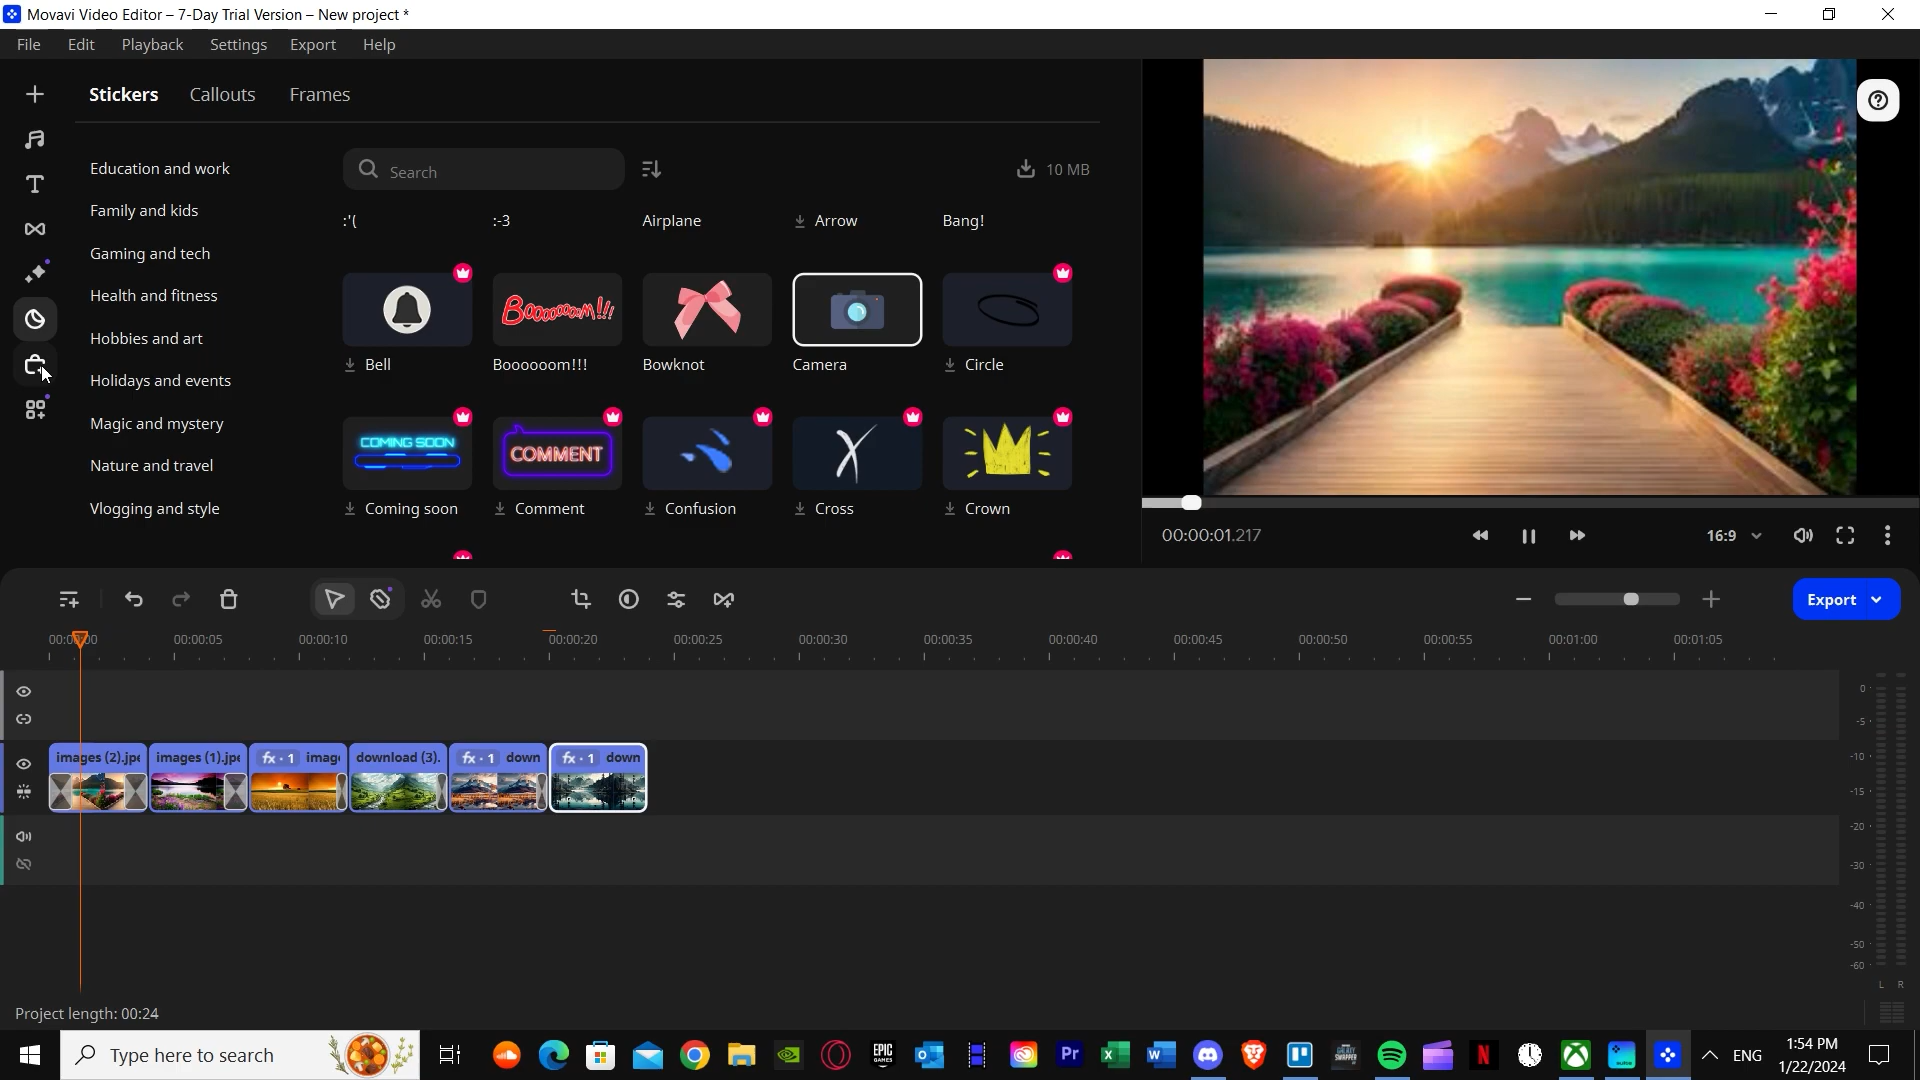 Movavi Video Editor – 7-Day Trial Version – New project *
File Edit Playback Settings Export Help
Stickers Callouts Frames
Education and work
Family and kids
Gaming and tech
Health and fitness
Hobbies and art
Holidays and events
Magic and mystery
Nature and travel
Vlogging and style
Search
10 MB
:'( :-3 Airplane Arrow Bang!
Booooooom!!!
Bell Boooooom!!! Bowknot Camera Circle
COMING SOON COMMENT
Coming soon Comment Confusion Cross Crown
00:00:01.217
16:9
Export
00:00:00 00:00:05 00:00:10 00:00:15 00:00:20 00:00:25 00:00:30 00:00:35 00:00:40 00:00:45 00:00:50 00:00:55 00:01:00 00:01:05
images (2).jpe images (1).jpe fx · 1 imag download (3). fx · 1 down fx · 1 down
0
-5
-10
-15
-20
-30
-40
-50
-60
L R
Project length: 00:24
Type here to search
EPIC GAMES
Pr
ENG
1:54 PM
1/22/2024